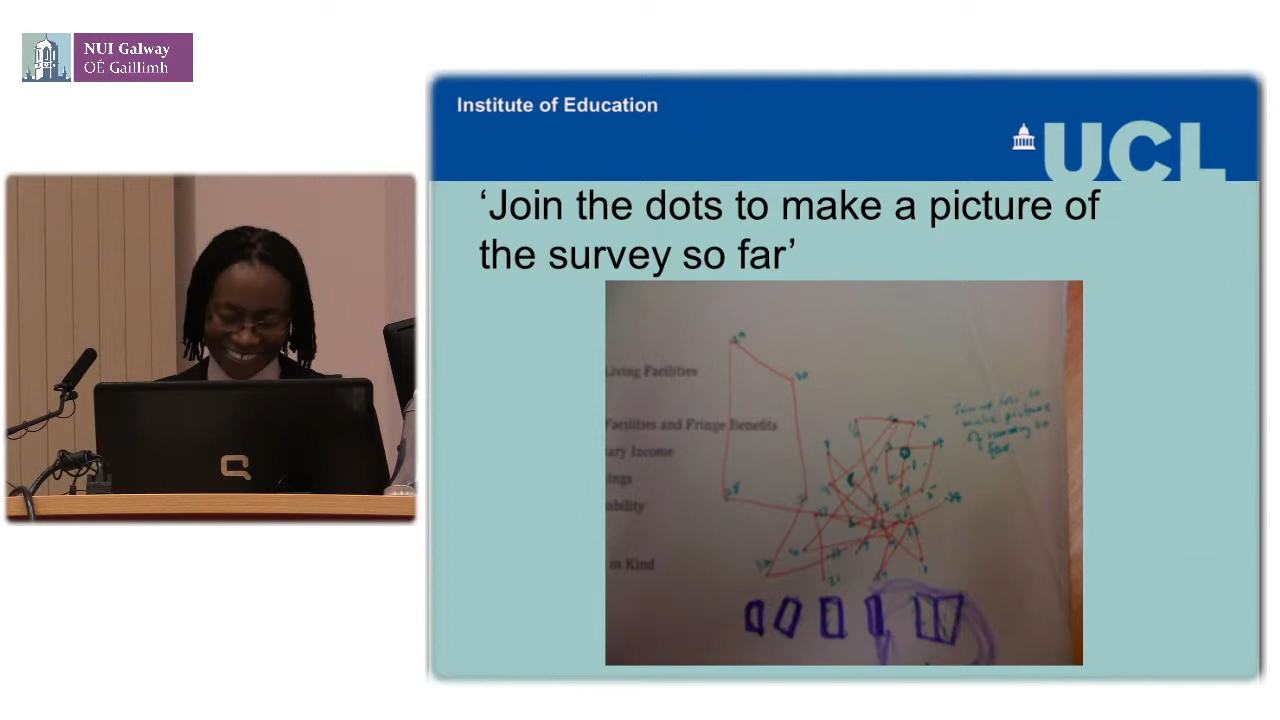 NUI Galway
OÉ Gaillimh
Institute of Education
UCL
‘Join the dots to make a picture of
the survey so far’
Living Facilities
Facilities and Fringe Benefits
ary Income
ings
ability
in Kind
Join the dots to
make picture
of survey so
far.